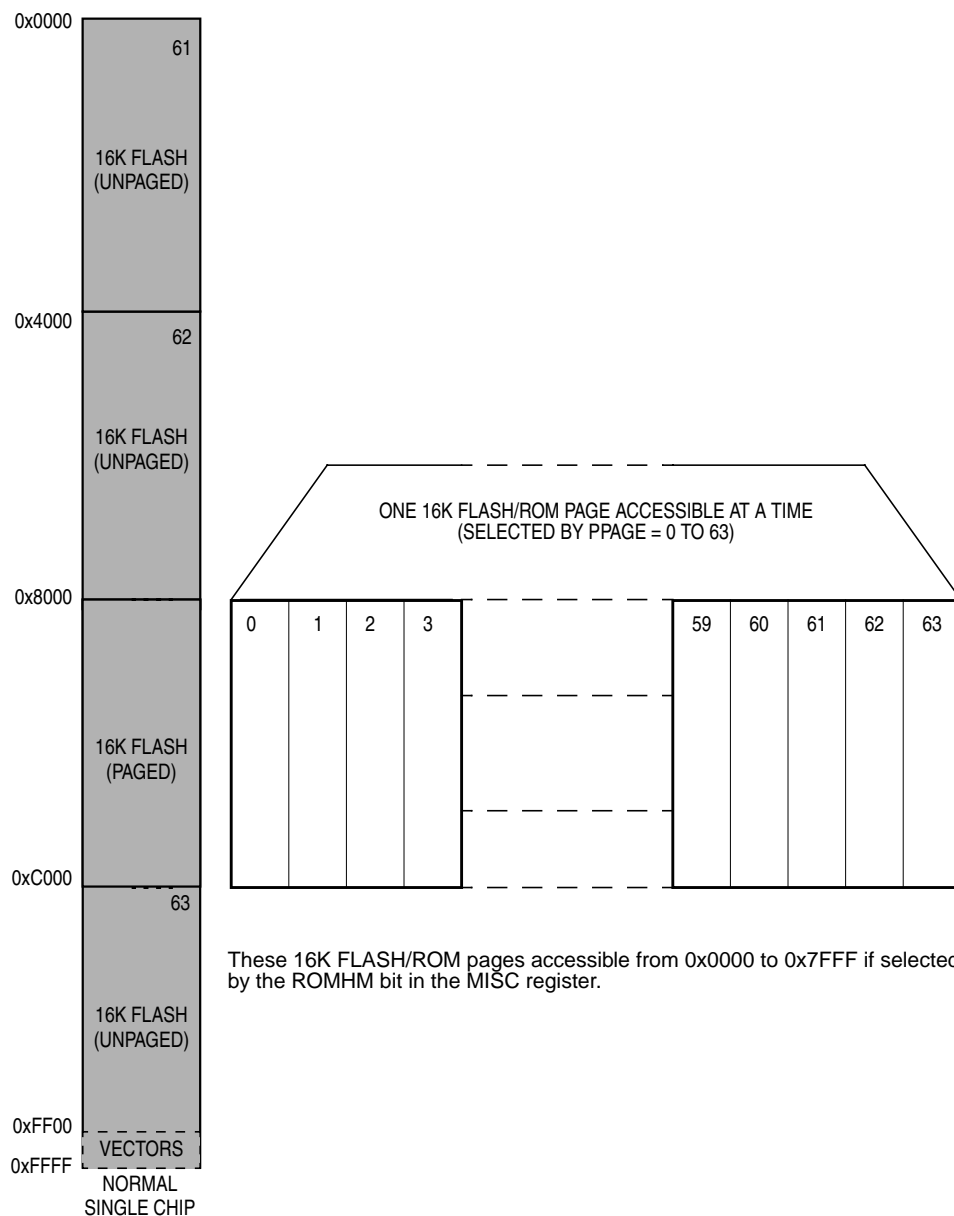 0x0000
61
16K FLASH
(UNPAGED)
0x4000
62
16K FLASH
(UNPAGED)
ONE 16K FLASH/ROM PAGE ACCESSIBLE AT A TIME
(SELECTED BY PPAGE = 0 TO 63)
0x8000
0 1 2 3 59 60 61 62 63
16K FLASH
(PAGED)
0xC000
63
These 16K FLASH/ROM pages accessible from 0x0000 to 0x7FFF if selected
by the ROMHM bit in the MISC register.
16K FLASH
(UNPAGED)
0xFF00
VECTORS
0xFFFF
NORMAL
SINGLE CHIP